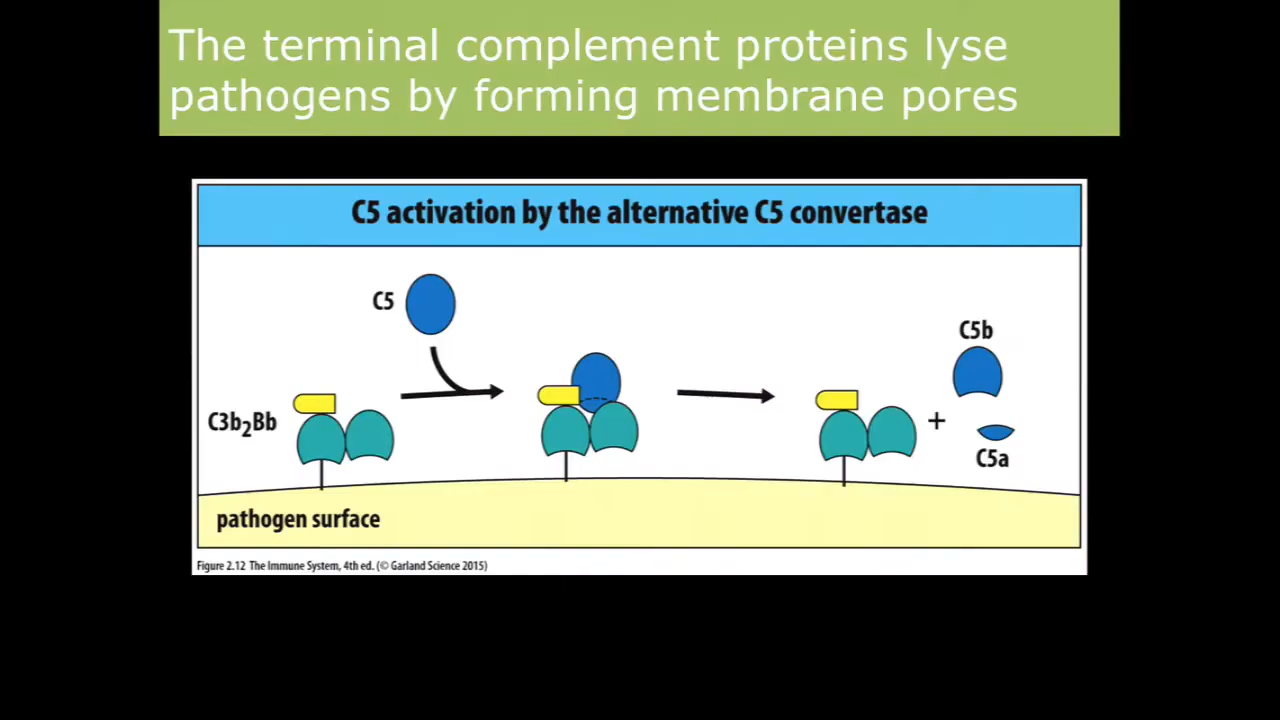 The terminal complement proteins lyse
pathogens by forming membrane pores
C5 activation by the alternative C5 convertase
C5
C5b
C3b₂Bb
+
C5a
pathogen surface
Figure 2.12 The Immune System, 4th ed. (© Garland Science 2015)